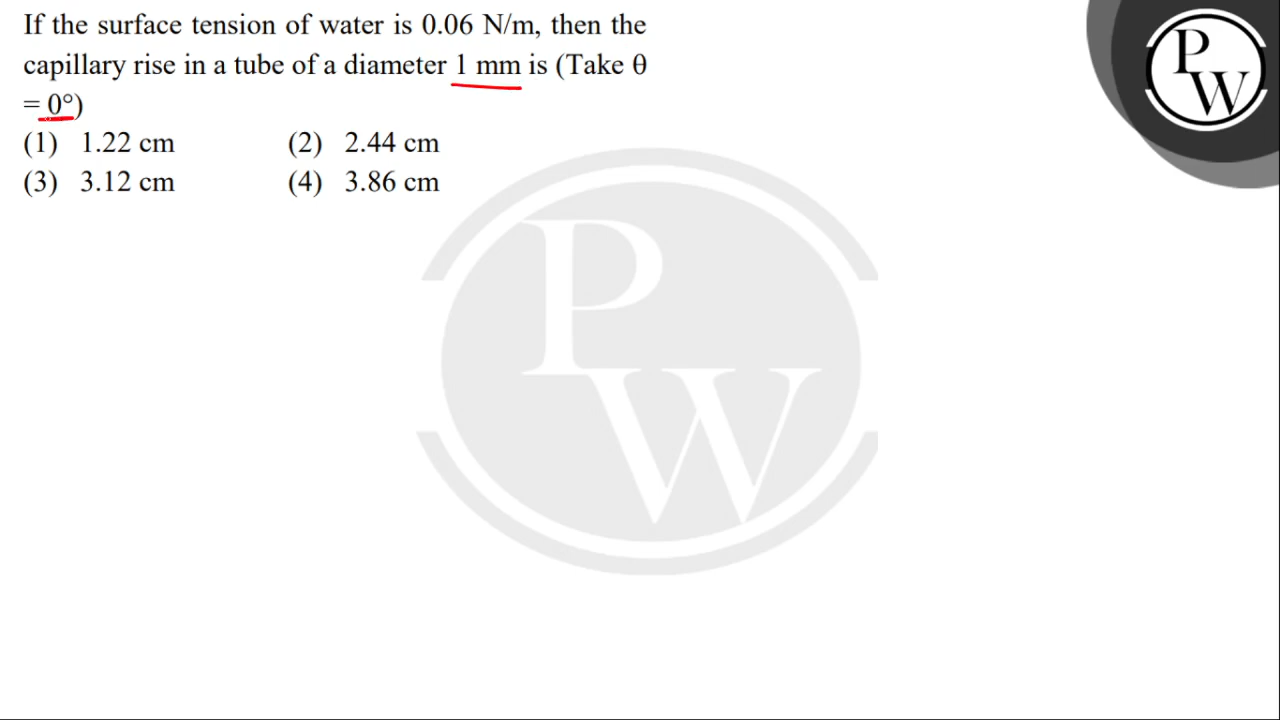 If the surface tension of water is 0.06 N/m, then the
capillary rise in a tube of a diameter 1 mm is (Take θ
= 0°)
(1) 1.22 cm (2) 2.44 cm
(3) 3.12 cm (4) 3.86 cm
P
W
P
W